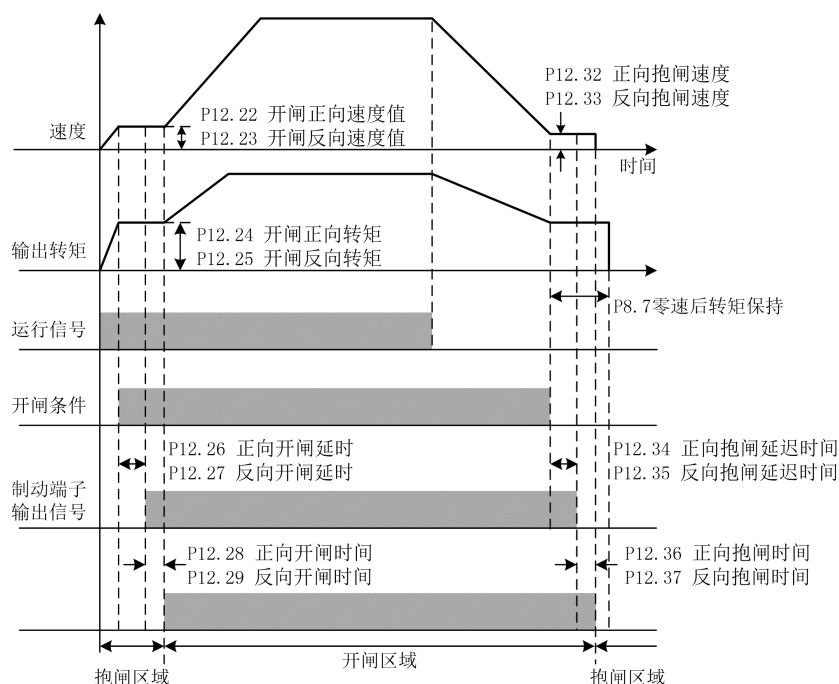 P12.32 正向抱闸速度
P12.33 反向抱闸速度
P12.22 开闸正向速度值
P12.23 开闸反向速度值
速度
时间
P12.24 开闸正向转矩
P12.25 开闸反向转矩
输出转矩
P8.7零速后转矩保持
运行信号
开闸条件
P12.26 正向开闸延时
P12.27 反向开闸延时
P12.34 正向抱闸延迟时间
P12.35 反向抱闸延迟时间
制动端子
输出信号
P12.28 正向开闸时间
P12.29 反向开闸时间
P12.36 正向抱闸时间
P12.37 反向抱闸时间
抱闸区域
开闸区域
抱闸区域